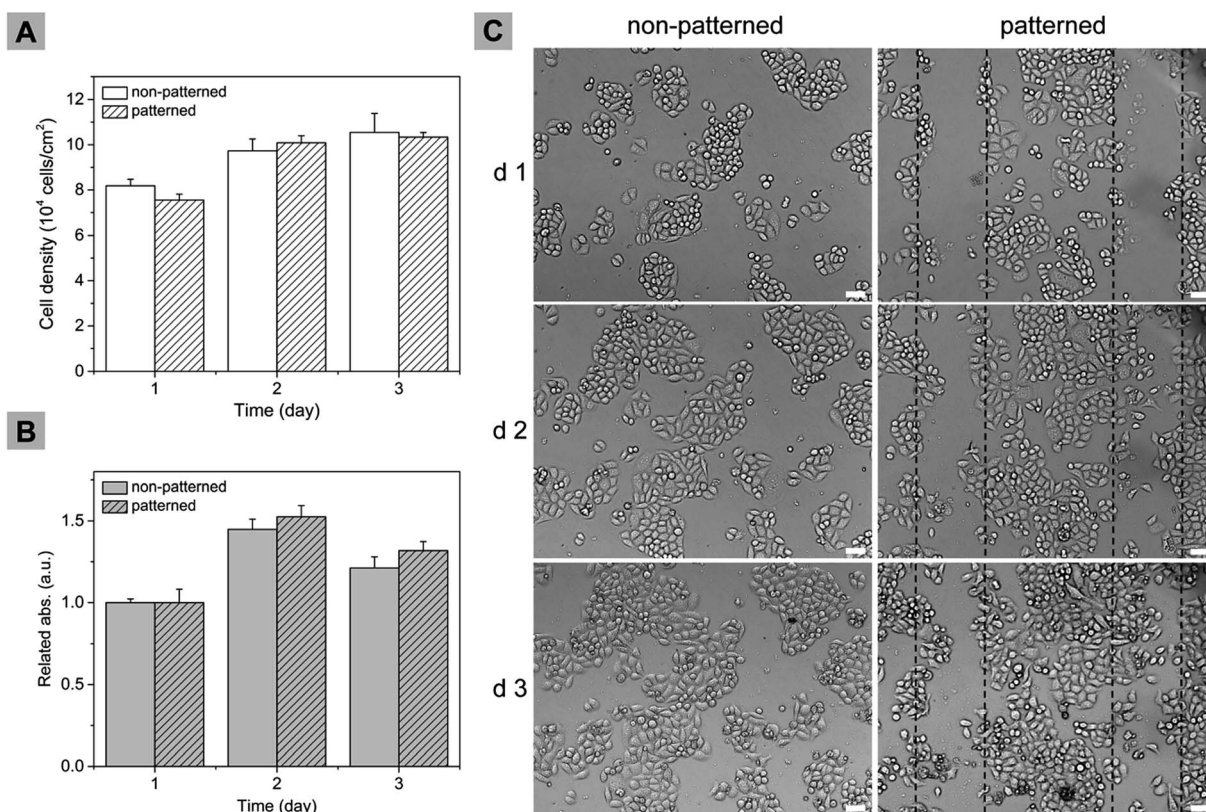 A
Cell density (10⁴ cells/cm²)
12
10
8
6
4
2
0
non-patterned
patterned
1 2 3
Time (day)
B
Related abs. (a.u.)
1.5
1.0
0.5
0.0
non-patterned
patterned
1 2 3
Time (day)
C
non-patterned patterned
d 1
d 2
d 3